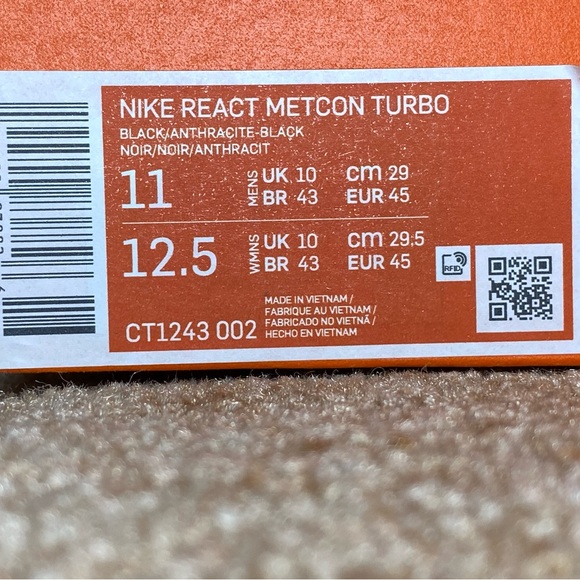 NIKE REACT METCON TURBO
BLACK/ANTHRACITE-BLACK
NOIR/NOIR/ANTHRACIT
11 MENS UK 10 cm 29
BR 43 EUR 45
12.5 WMNS UK 10 cm 29.5
BR 43 EUR 45
RFID
CT1243 002
MADE IN VIETNAM /
FABRIQUE AU VIETNAM /
FABRICADO NO VIETNÃ /
HECHO EN VIETNAM